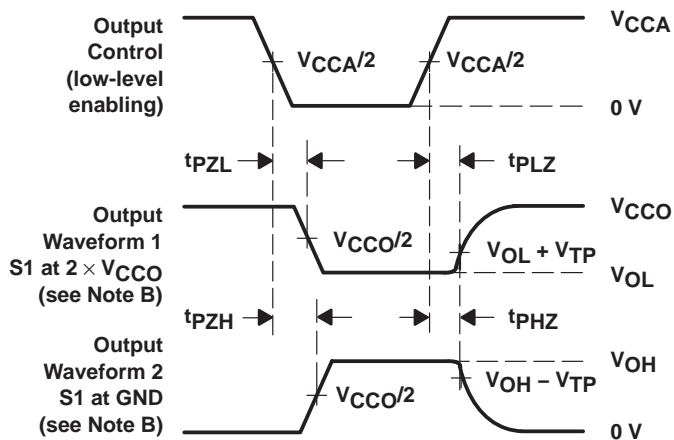 Output
Control
(low-level
enabling)
VCCA/2
VCCA/2
VCCA
0 V
tPZL
tPLZ
Output
Waveform 1
S1 at 2 × VCCO
(see Note B)
VCCO/2
VCCO
VOL + VTP
VOL
tPZH
tPHZ
Output
Waveform 2
S1 at GND
(see Note B)
VCCO/2
VOH
VOH − VTP
0 V